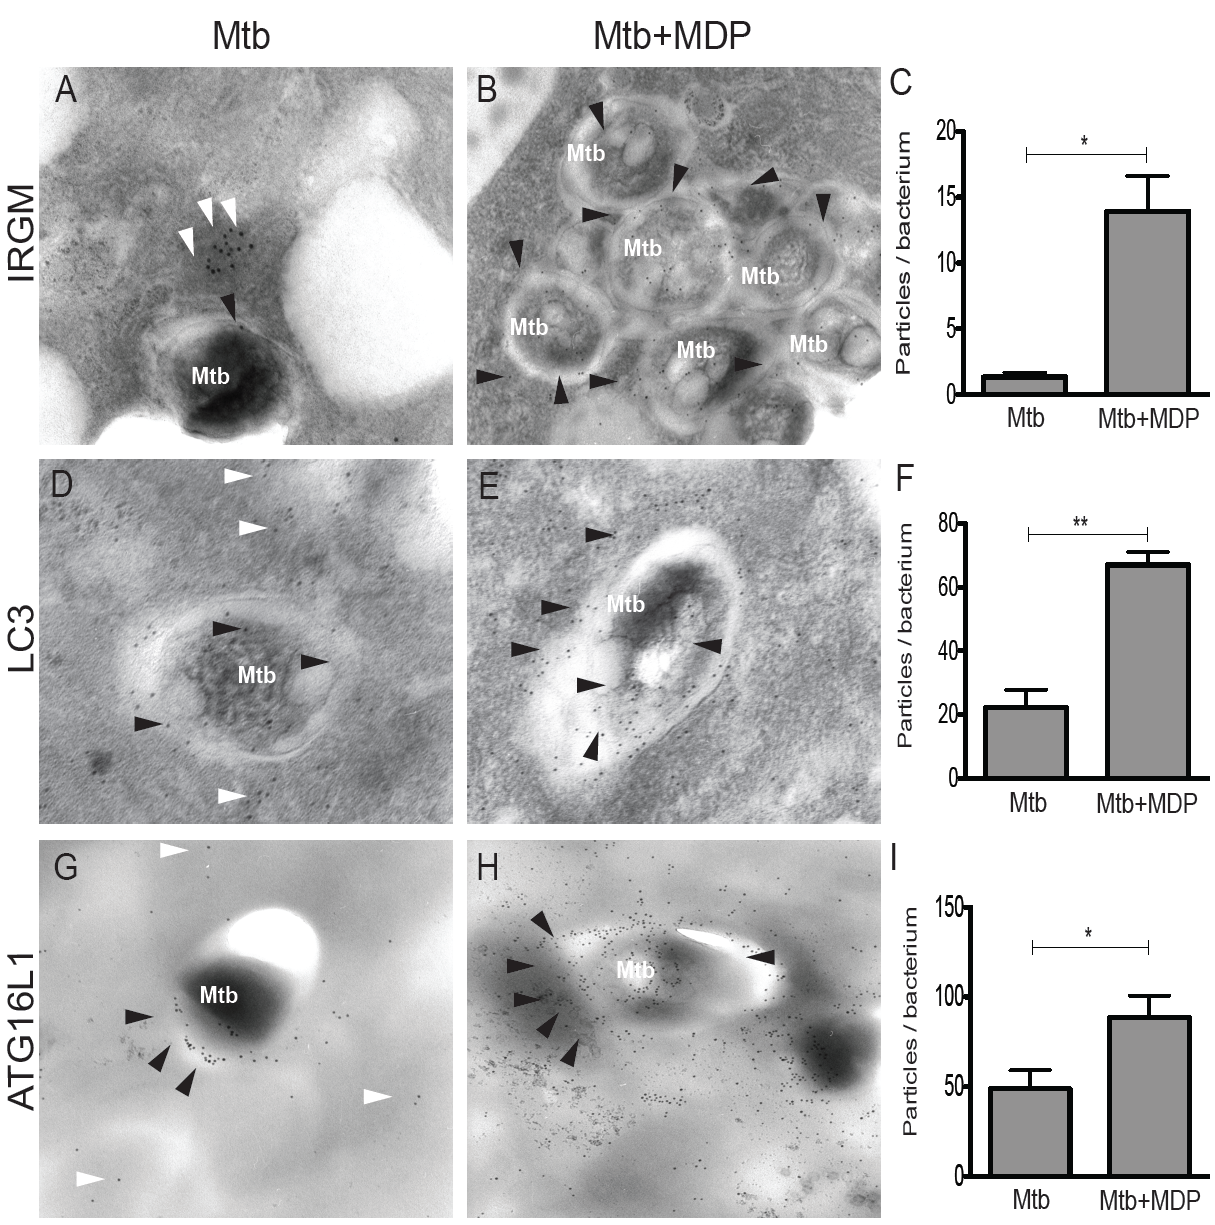 Mtb
Mtb+MDP
IRGM
A
Mtb
B
Mtb
Mtb
Mtb
Mtb
Mtb
Mtb
C
Particles / bacterium
20
15
10
5
0
*
Mtb
Mtb+MDP
LC3
D
Mtb
E
Mtb
F
Particles / bacterium
80
60
40
20
0
**
Mtb
Mtb+MDP
ATG16L1
G
Mtb
H
Mtb
I
Particles / bacterium
150
100
50
0
*
Mtb
Mtb+MDP